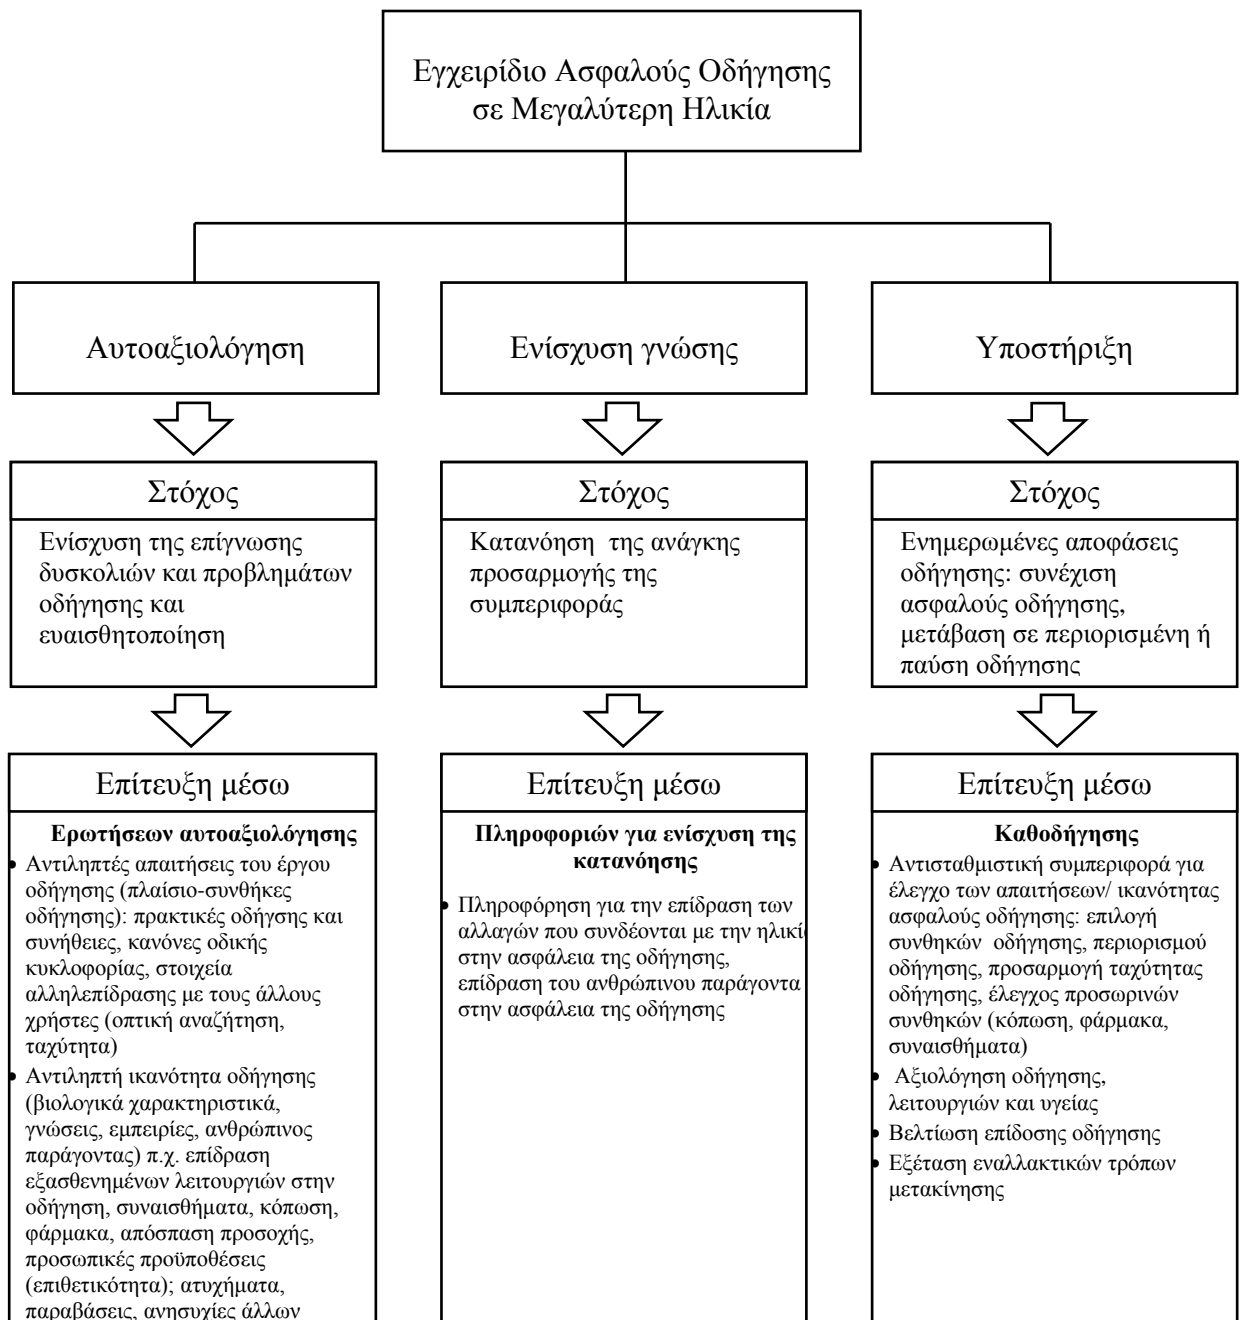 Εγχειρίδιο Ασφαλούς Οδήγησης
σε Μεγαλύτερη Ηλικία
Αυτοαξιολόγηση
Στόχος
Ενίσχυση της επίγνωσης
δυσκολιών και προβλημάτων
οδήγησης και
ευαισθητοποίηση
Επίτευξη μέσω
Ερωτήσεων αυτοαξιολόγησης
• Αντιληπτές απαιτήσεις του έργου
οδήγησης (πλαίσιο-συνθήκες
οδήγησης): πρακτικές οδήγσης και
συνήθειες, κανόνες οδικής
κυκλοφορίας, στοιχεία
αλληλεπίδρασης με τους άλλους
χρήστες (οπτική αναζήτηση,
ταχύτητα)
• Αντιληπτή ικανότητα οδήγησης
(βιολογικά χαρακτηριστικά,
γνώσεις, εμπειρίες, ανθρώπινος
παράγοντας) π.χ. επίδραση
εξασθενημένων λειτουργιών στην
οδήγηση, συναισθήματα, κόπωση,
φάρμακα, απόσπαση προσοχής,
προσωπικές προϋποθέσεις
(επιθετικότητα); ατυχήματα,
παραβάσεις, ανησυχίες άλλων
Ενίσχυση γνώσης
Στόχος
Κατανόηση της ανάγκης
προσαρμογής της
συμπεριφοράς
Επίτευξη μέσω
Πληροφοριών για ενίσχυση της
κατανόησης
• Πληροφόρηση για την επίδραση των
αλλαγών που συνδέονται με την ηλικί
στην ασφάλεια της οδήγησης,
επίδραση του ανθρώπινου παράγοντα
στην ασφάλεια της οδήγησης
Υποστήριξη
Στόχος
Ενημερωμένες αποφάσεις
οδήγησης: συνέχιση
ασφαλούς οδήγησης,
μετάβαση σε περιορισμένη ή
παύση οδήγησης
Επίτευξη μέσω
Καθοδήγησης
• Αντισταθμιστική συμπεριφορά για
έλεγχο των απαιτήσεων/ ικανότητας
ασφαλούς οδήγησης: επιλογή
συνθηκών οδήγησης, περιορισμού
οδήγησης, προσαρμογή ταχύτητας
οδήγησης, έλεγχος προσωρινών
συνθηκών (κόπωση, φάρμακα,
συναισθήματα)
• Αξιολόγηση οδήγησης,
λειτουργιών και υγείας
• Βελτίωση επίδοσης οδήγησης
• Εξέταση εναλλακτικών τρόπων
μετακίνησης